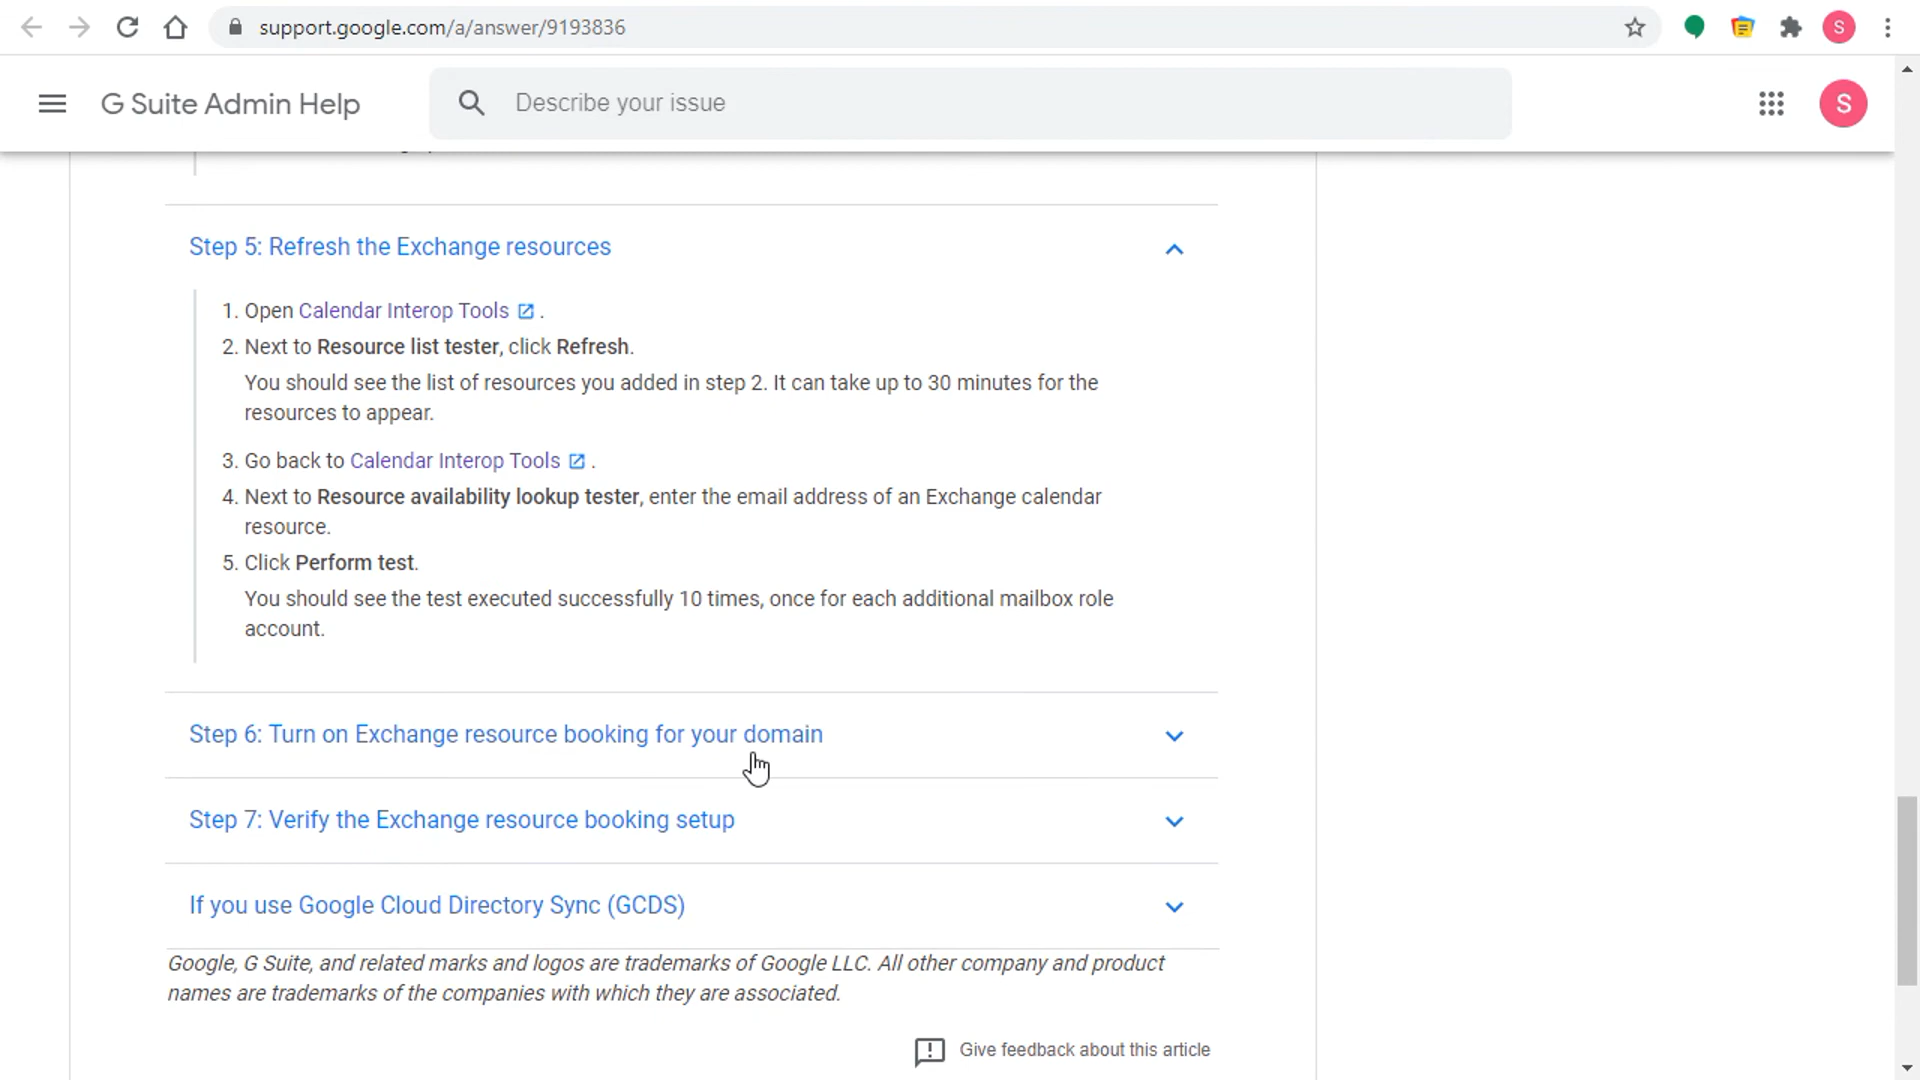 support.google.com/a/answer/9193836
S
G Suite Admin Help
Describe your issue
S
Step 5: Refresh the Exchange resources
1. Open Calendar Interop Tools .
2. Next to Resource list tester, click Refresh.
You should see the list of resources you added in step 2. It can take up to 30 minutes for the
resources to appear.
3. Go back to Calendar Interop Tools .
4. Next to Resource availability lookup tester, enter the email address of an Exchange calendar
resource.
5. Click Perform test.
You should see the test executed successfully 10 times, once for each additional mailbox role
account.
Step 6: Turn on Exchange resource booking for your domain
Step 7: Verify the Exchange resource booking setup
If you use Google Cloud Directory Sync (GCDS)
Google, G Suite, and related marks and logos are trademarks of Google LLC. All other company and product
names are trademarks of the companies with which they are associated.
Give feedback about this article